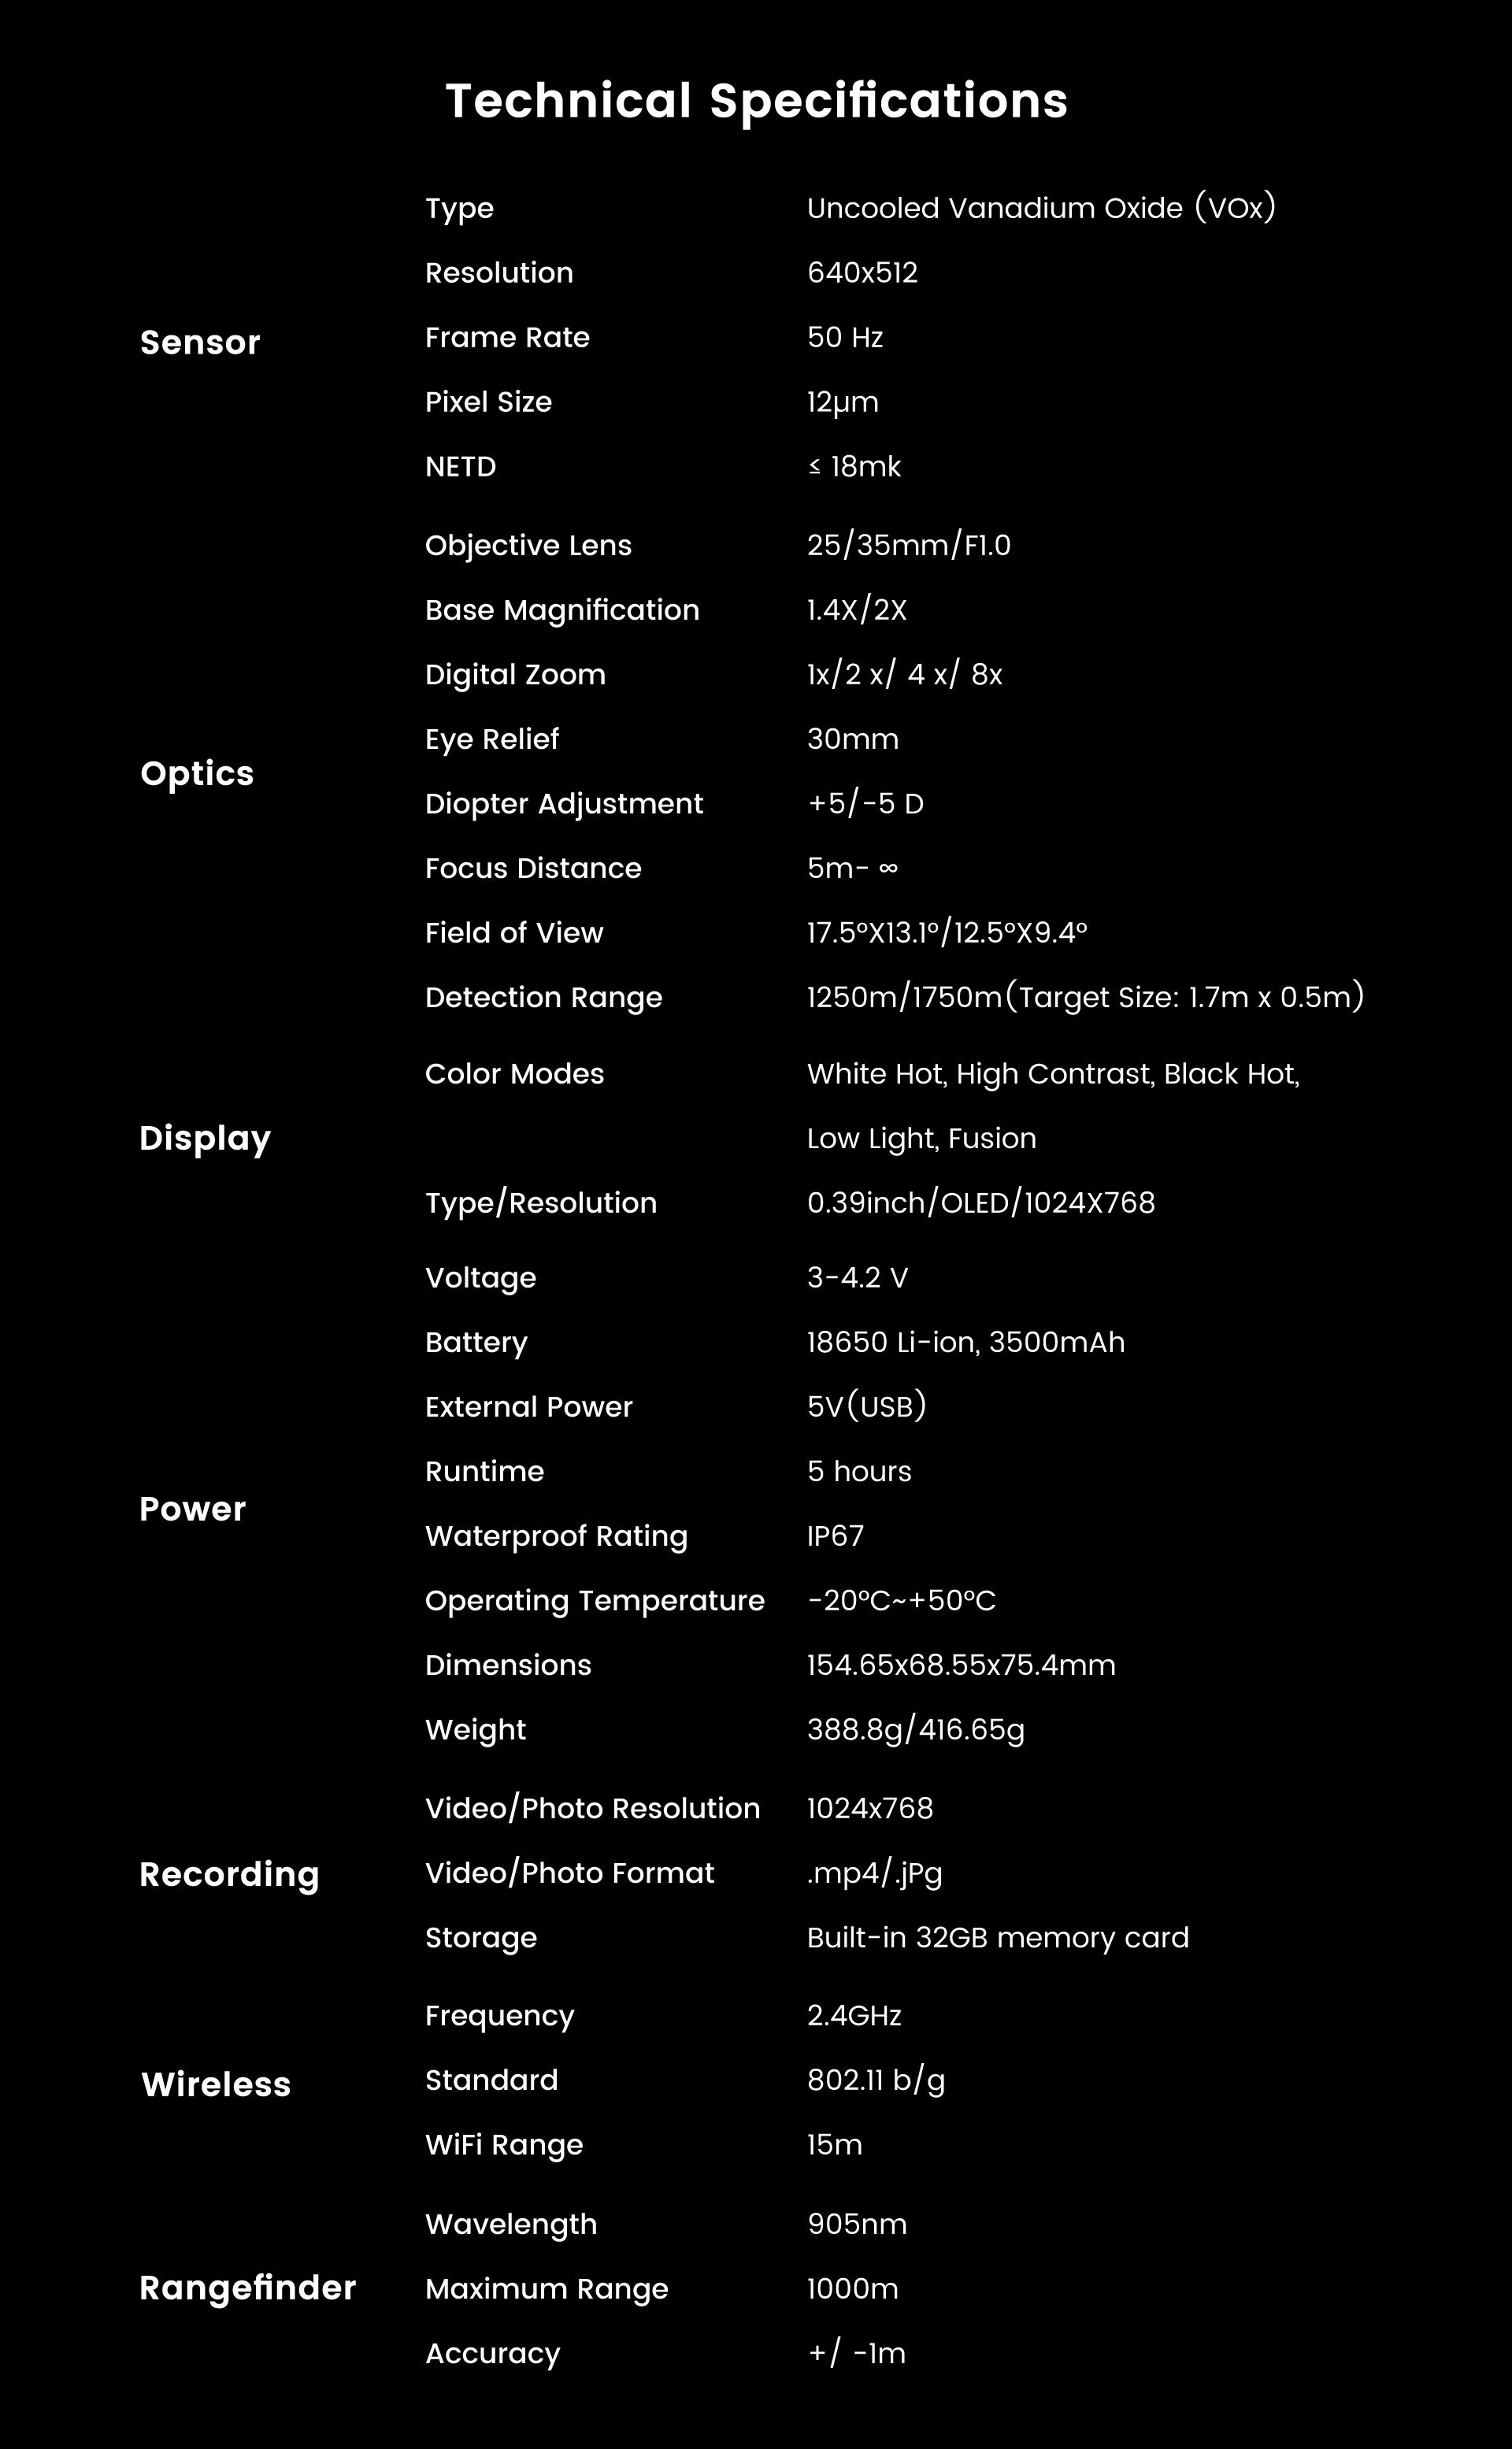 Technical Specifications
Type Uncooled Vanadium Oxide (VOx)
Resolution 640x512
Sensor Frame Rate 50 Hz
Pixel Size 12μm
NETD ≤ 18mk
Objective Lens 25/35mm/F1.0
Base Magnification 1.4X/2X
Digital Zoom 1x/2 x/ 4 x/ 8x
Eye Relief 30mm
Optics
Diopter Adjustment +5/-5 D
Focus Distance 5m- ∞
Field of View 17.5°X13.1°/12.5°X9.4°
Detection Range 1250m/1750m(Target Size: 1.7m x 0.5m)
Color Modes White Hot, High Contrast, Black Hot,
Display Low Light, Fusion
Type/Resolution 0.39inch/OLED/1024X768
Voltage 3-4.2 V
Battery 18650 Li-ion, 3500mAh
External Power 5V(USB)
Runtime 5 hours
Power
Waterproof Rating IP67
Operating Temperature -20°C~+50°C
Dimensions 154.65x68.55x75.4mm
Weight 388.8g/416.65g
Video/Photo Resolution 1024x768
Recording Video/Photo Format .mp4/.jPg
Storage Built-in 32GB memory card
Frequency 2.4GHz
Wireless Standard 802.11 b/g
WiFi Range 15m
Wavelength 905nm
Rangefinder Maximum Range 1000m
Accuracy +/ -1m